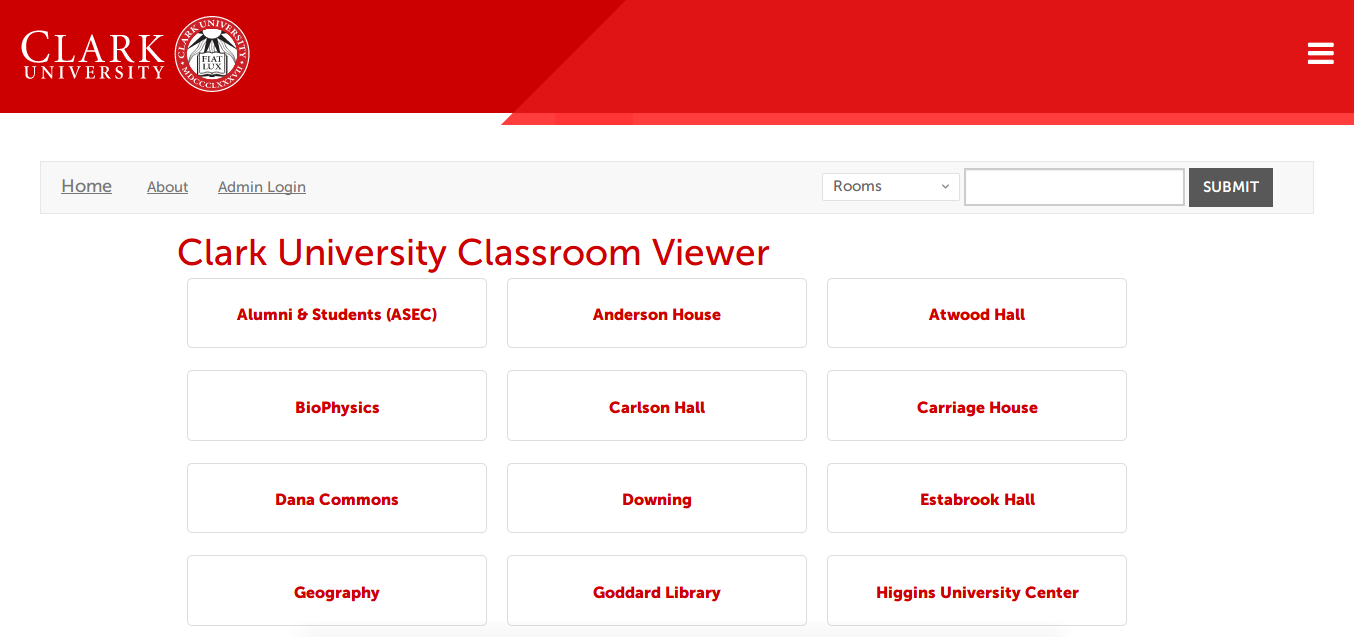 CLARK
UNIVERSITY
CLARK UNIVERSITY
FIAT
LUX
MDCCCLXXXVII
Home About Admin Login Rooms SUBMIT
Clark University Classroom Viewer
Alumni & Students (ASEC) Anderson House Atwood Hall
BioPhysics Carlson Hall Carriage House
Dana Commons Downing Estabrook Hall
Geography Goddard Library Higgins University Center